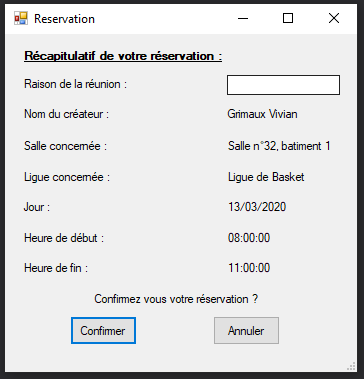 Reservation
Récapitulatif de votre réservation :
Raison de la réunion :
Nom du créateur : Grimaux Vivian
Salle concernée : Salle n°32, batiment 1
Ligue concernée : Ligue de Basket
Jour : 13/03/2020
Heure de début : 08:00:00
Heure de fin : 11:00:00
Confirmez vous votre réservation ?
Confirmer Annuler